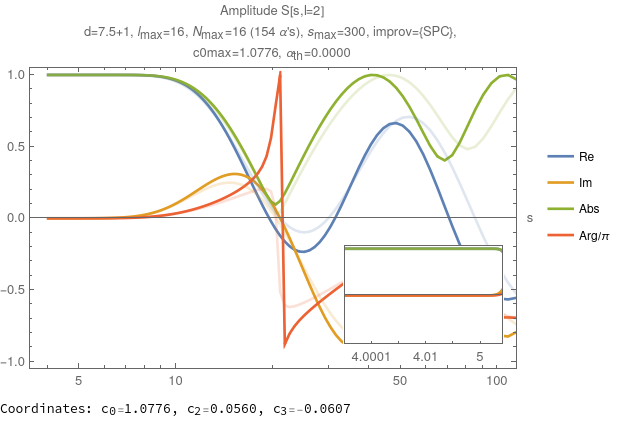 Amplitude S[s,l=2]
d=7.5+1, lmax=16, Nmax=16 (154 α's), smax=300, improv={SPC},
c0max=1.0776, αth=0.0000
1.0
0.5
0.0
−0.5
−1.0
s
5
10
50
100
4.0001
4.01
5
Re
Im
Abs
Arg/π
Coordinates: c0=1.0776, c2=0.0560, c3=−0.0607